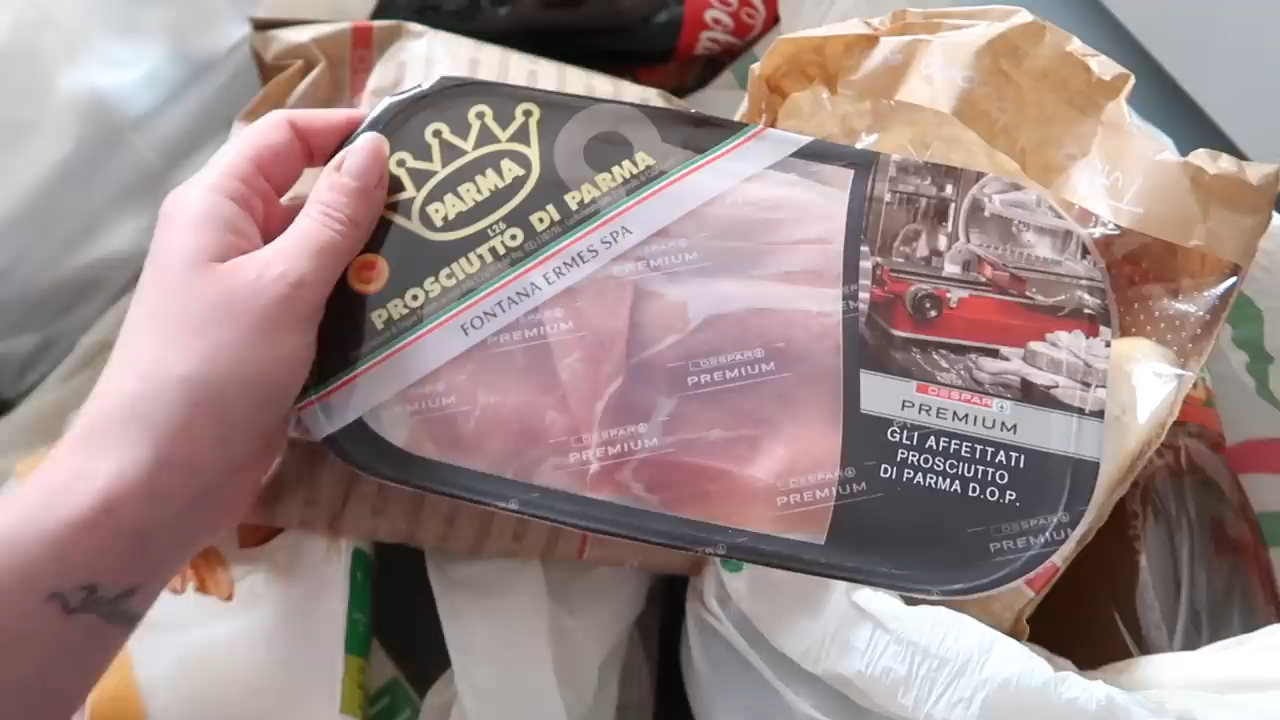 Cola
PARMA
L26
PROSCIUTTO DI PARMA
FONTANA ERMES SPA
DESPAR
PREMIUM
DESPAR
PREMIUM
DESPAR
PREMIUM
DESPAR
PREMIUM
DESPAR
PREMIUM
DESPAR
PREMIUM
GLI AFFETTATI
PROSCIUTTO
DI PARMA D.O.P.
DESPAR
PREMIUM